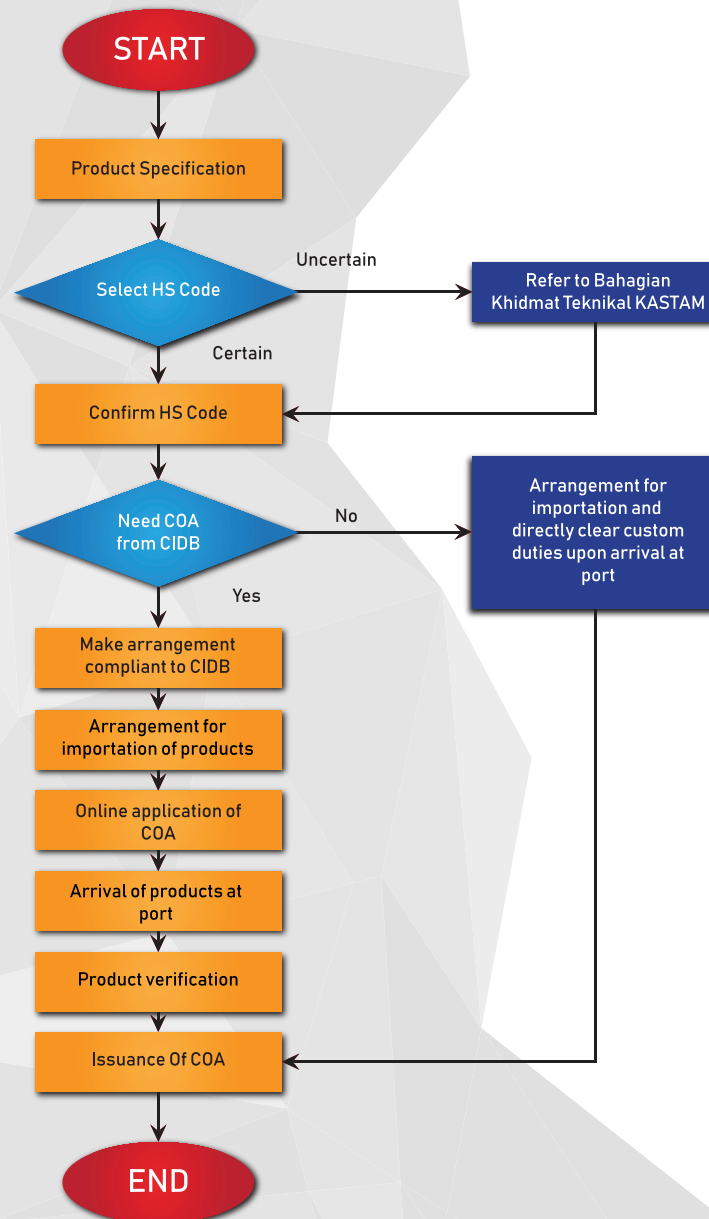 START
Product Specification
Select HS Code
Uncertain
Refer to Bahagian
Khidmat Teknikal KASTAM
Certain
Confirm HS Code
Need COA
from CIDB
No
Arrangement for
importation and
directly clear custom
duties upon arrival at
port
Yes
Make arrangement
compliant to CIDB
Arrangement for
importation of products
Online application of
COA
Arrival of products at
port
Product verification
Issuance Of COA
END